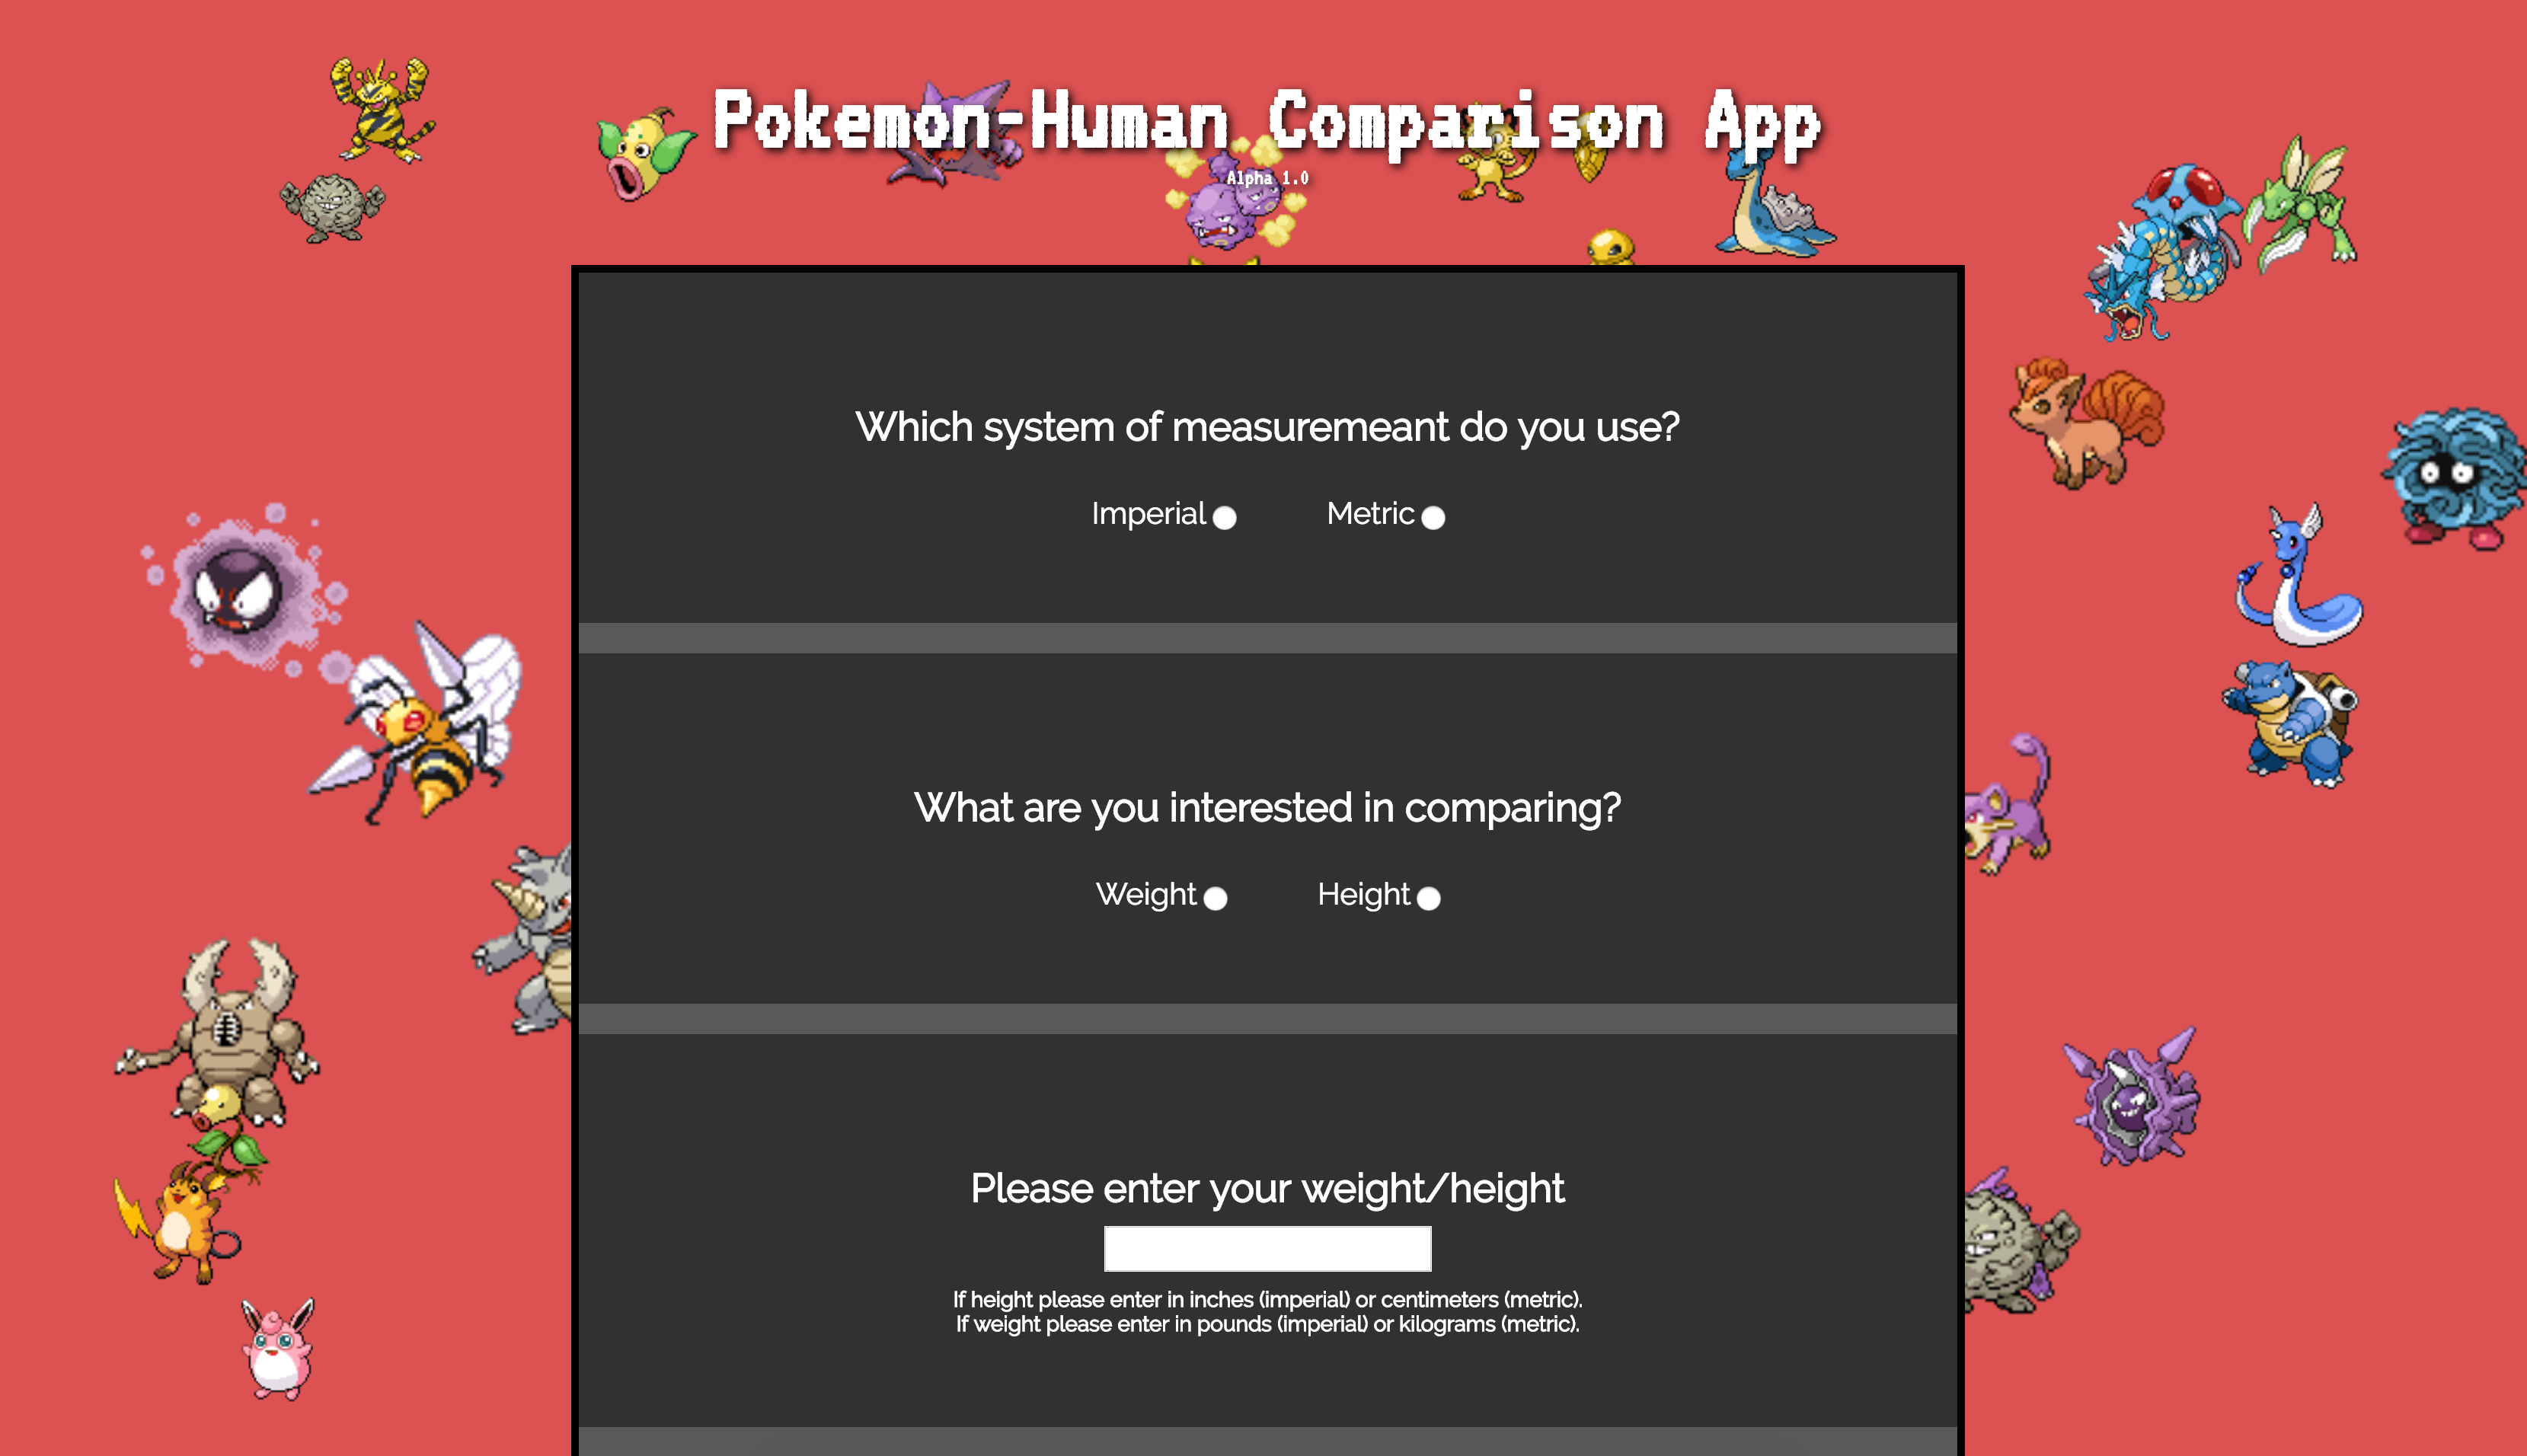 Pokemon-Human Comparison App
Alpha 1.0
Which system of measuremeant do you use?
Imperial Metric
What are you interested in comparing?
Weight Height
Please enter your weight/height
If height please enter in inches (imperial) or centimeters (metric).
If weight please enter in pounds (imperial) or kilograms (metric).